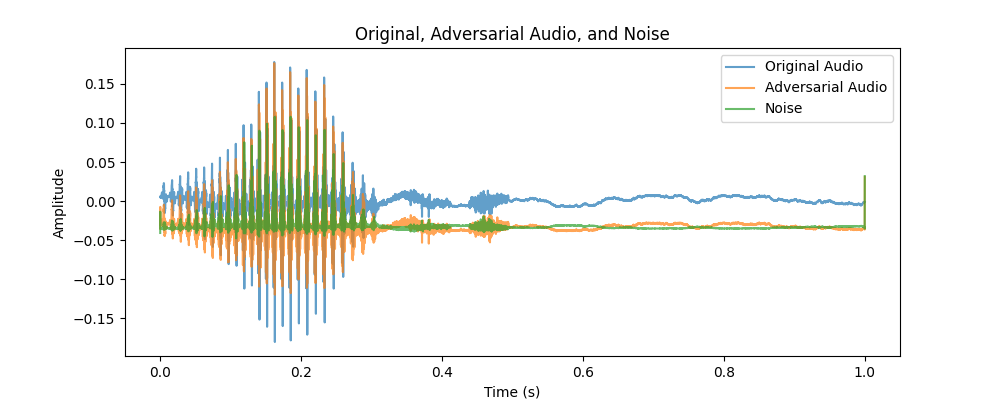 Original, Adversarial Audio, and Noise
Original Audio
Adversarial Audio
Noise
Amplitude
0.15
0.10
0.05
0.00
−0.05
−0.10
−0.15
0.0 0.2 0.4 0.6 0.8 1.0
Time (s)